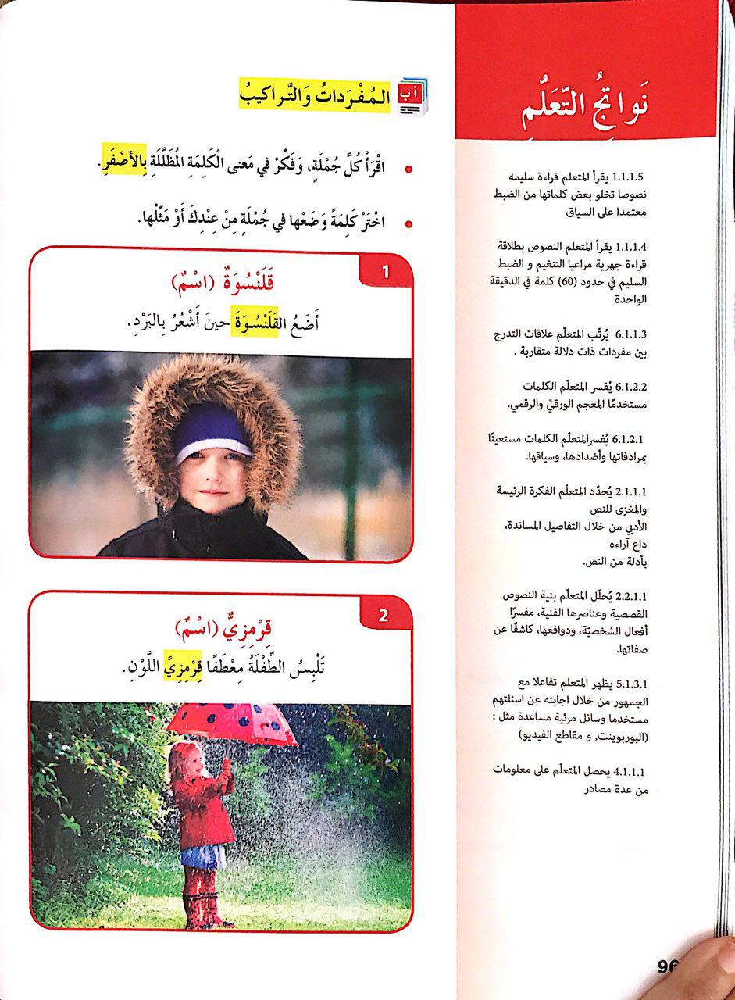 نَواتِجُ التَّعَلُّمِ
1.1.1.5 يقرأ المتعلم قراءة سليمه
نصوصا تخلو بعض كلماتها من الضبط
معتمدا على السياق
1.1.1.4 يقرأ المتعلم النصوص بطلاقة
قراءة جهرية مراعيا التنغيم و الضبط
السليم في حدود (60) كلمة في الدقيقة
الواحدة
6.1.1.3 يُرتّب المتعلّم علاقات التدرج
بين مفردات ذات دلالة متقاربة .
6.1.2.2 يُفسر المتعلّم الكلمات
مستخدمًا المعجم الورقيَّ والرقمي.
6.1.2.1 يُفسرالمتعلّم الكلمات مستعينًا
بمرادفاتها وأضدادها، وسياقها.
2.1.1.1 يُحدّد المتعلّم الفكرة الرئيسة
والمغزى للنص
الأدبي من خلال التفاصيل المساندة،
داع آراءه
بأدلة من النص.
2.2.1.1 يُحلّل المتعلّم بنية النصوص
القصصية وعناصرها الفنية، مفسرًا
أفعال الشخصيّة، ودوافعها، كاشفًا عن
صفاتها.
5.1.3.1 يظهر المتعلم تفاعلا مع
الجمهور من خلال اجابته عن اسئلتهم
مستخدما وسائل مرئية مساعدة مثل :
(البوربوينت, و مقاطع الفيديو)
4.1.1.1 يحصل المتعلّم على معلومات
من عدة مصادر
أ ب
الـمُفْرَداتُ وَالتَّراكيبُ
• اقْرَأْ كُلَّ جُمْلَةٍ، وَفَكِّرْ في مَعنى الْكَلِمَةِ المُظَلَّلَةِ بِالأصْفَرِ.
• اخْتَرْ كَلِمَةً وَضَعْها في جُمْلَةٍ مِنْ عِنْدِكَ أَوْ مَثِّلْها.
1
قَلَنْسُوَةٌ (اسْمٌ)
أَضَعُ القَلَنْسُوَةَ حينَ أَشْعُرُ بِالبَرْدِ.
2
قِرْمِزِيٌّ (اسْمٌ)
تَلْبِسُ الطِّفْلَةُ مِعْطَفًا قِرْمِزِيَّ اللَّوْنِ.
96